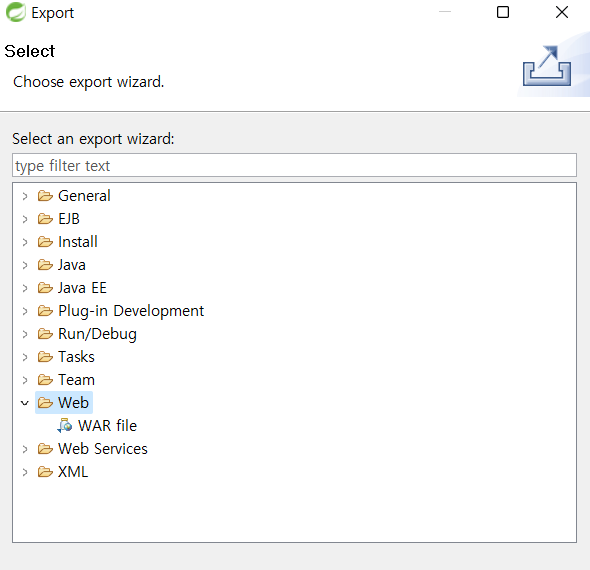 Export
Select
Choose export wizard.
Select an export wizard:
type filter text
General
EJB
Install
Java
Java EE
Plug-in Development
Run/Debug
Tasks
Team
Web
WAR file
Web Services
XML